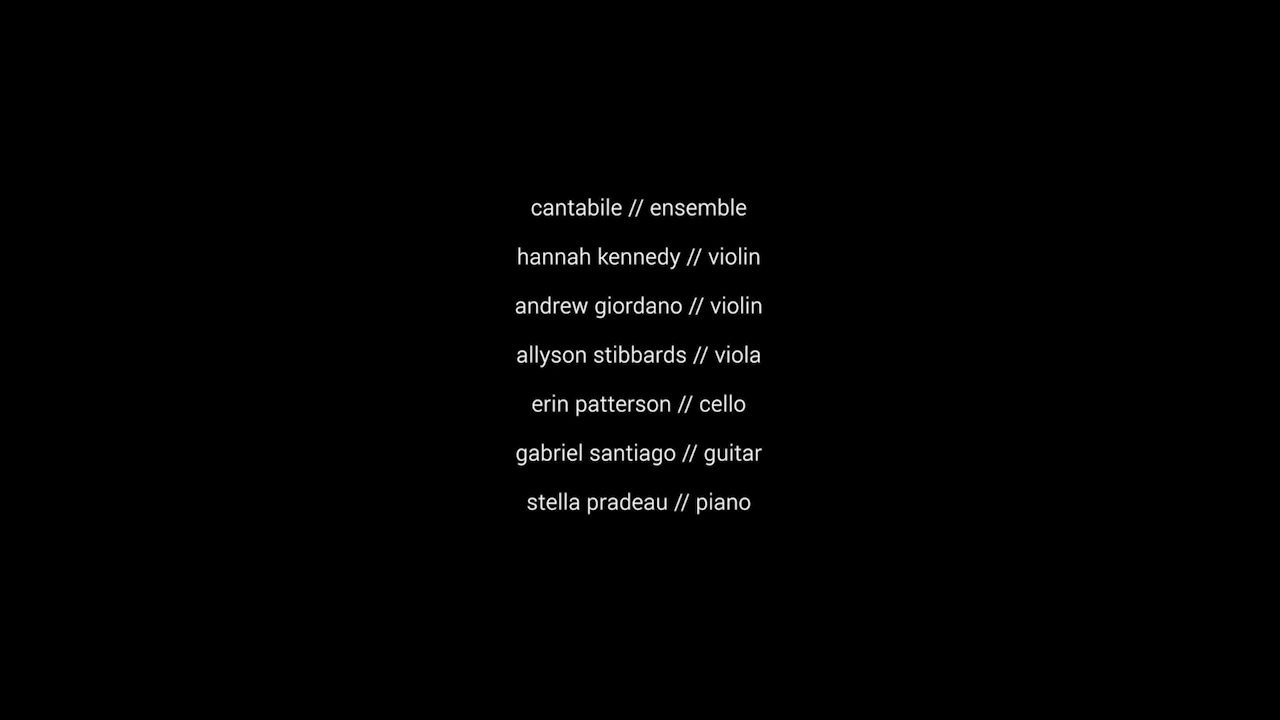 cantabile // ensemble
hannah kennedy // violin
andrew giordano // violin
allyson stibbards // viola
erin patterson // cello
gabriel santiago // guitar
stella pradeau // piano